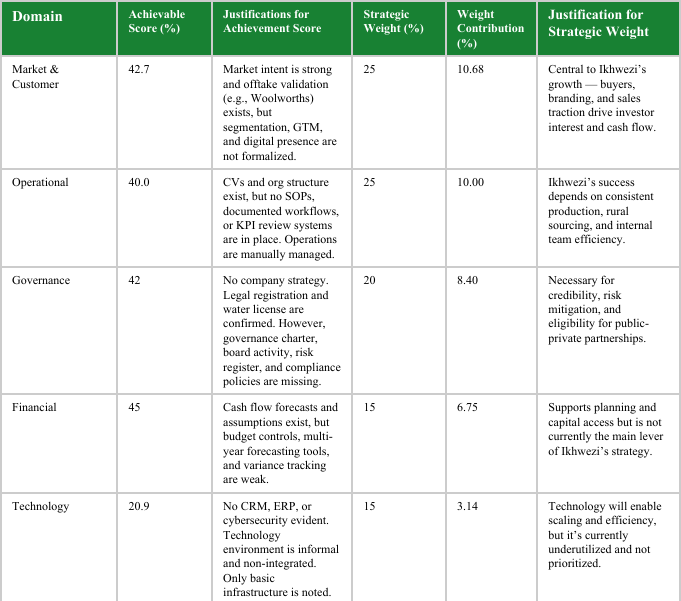 Domain
Achievable
Score (%)
Justifications for
Achievement Score
Strategic
Weight (%)
Weight
Contribution
(%)
Justification for
Strategic Weight
Market &
Customer
42.7
Market intent is strong
and offtake validation
(e.g., Woolworths)
exists, but
segmentation, GTM,
and digital presence are
not formalized.
25
10.68
Central to Ikhwezi’s
growth — buyers,
branding, and sales
traction drive investor
interest and cash flow.
Operational
40.0
CVs and org structure
exist, but no SOPs,
documented workflows,
or KPI review systems
are in place. Operations
are manually managed.
25
10.00
Ikhwezi’s success
depends on consistent
production, rural
sourcing, and internal
team efficiency.
Governance
42
No company strategy.
Legal registration and
water license are
confirmed. However,
governance charter,
board activity, risk
register, and compliance
policies are missing.
20
8.40
Necessary for
credibility, risk
mitigation, and
eligibility for public-
private partnerships.
Financial
45
Cash flow forecasts and
assumptions exist, but
budget controls, multi-
year forecasting tools,
and variance tracking
are weak.
15
6.75
Supports planning and
capital access but is not
currently the main lever
of Ikhwezi’s strategy.
Technology
20.9
No CRM, ERP, or
cybersecurity evident.
Technology
environment is informal
and non-integrated.
Only basic
infrastructure is noted.
15
3.14
Technology will enable
scaling and efficiency,
but it’s currently
underutilized and not
prioritized.